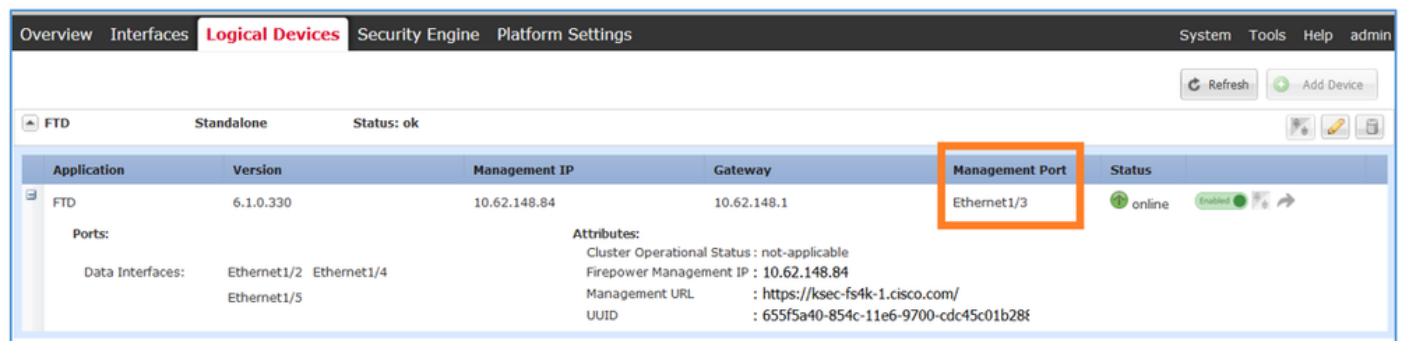 Overview Interfaces Logical Devices Security Engine Platform Settings System Tools Help admin
Refresh Add Device
FTD Standalone Status: ok
Application Version Management IP Gateway Management Port Status
FTD 6.1.0.330 10.62.148.84 10.62.148.1 Ethernet1/3 online Enabled
Ports: Attributes:
Cluster Operational Status : not-applicable
Data Interfaces: Ethernet1/2 Ethernet1/4 Firepower Management IP : 10.62.148.84
Ethernet1/5 Management URL : https://ksec-fs4k-1.cisco.com/
UUID : 655f5a40-854c-11e6-9700-cdc45c01b28